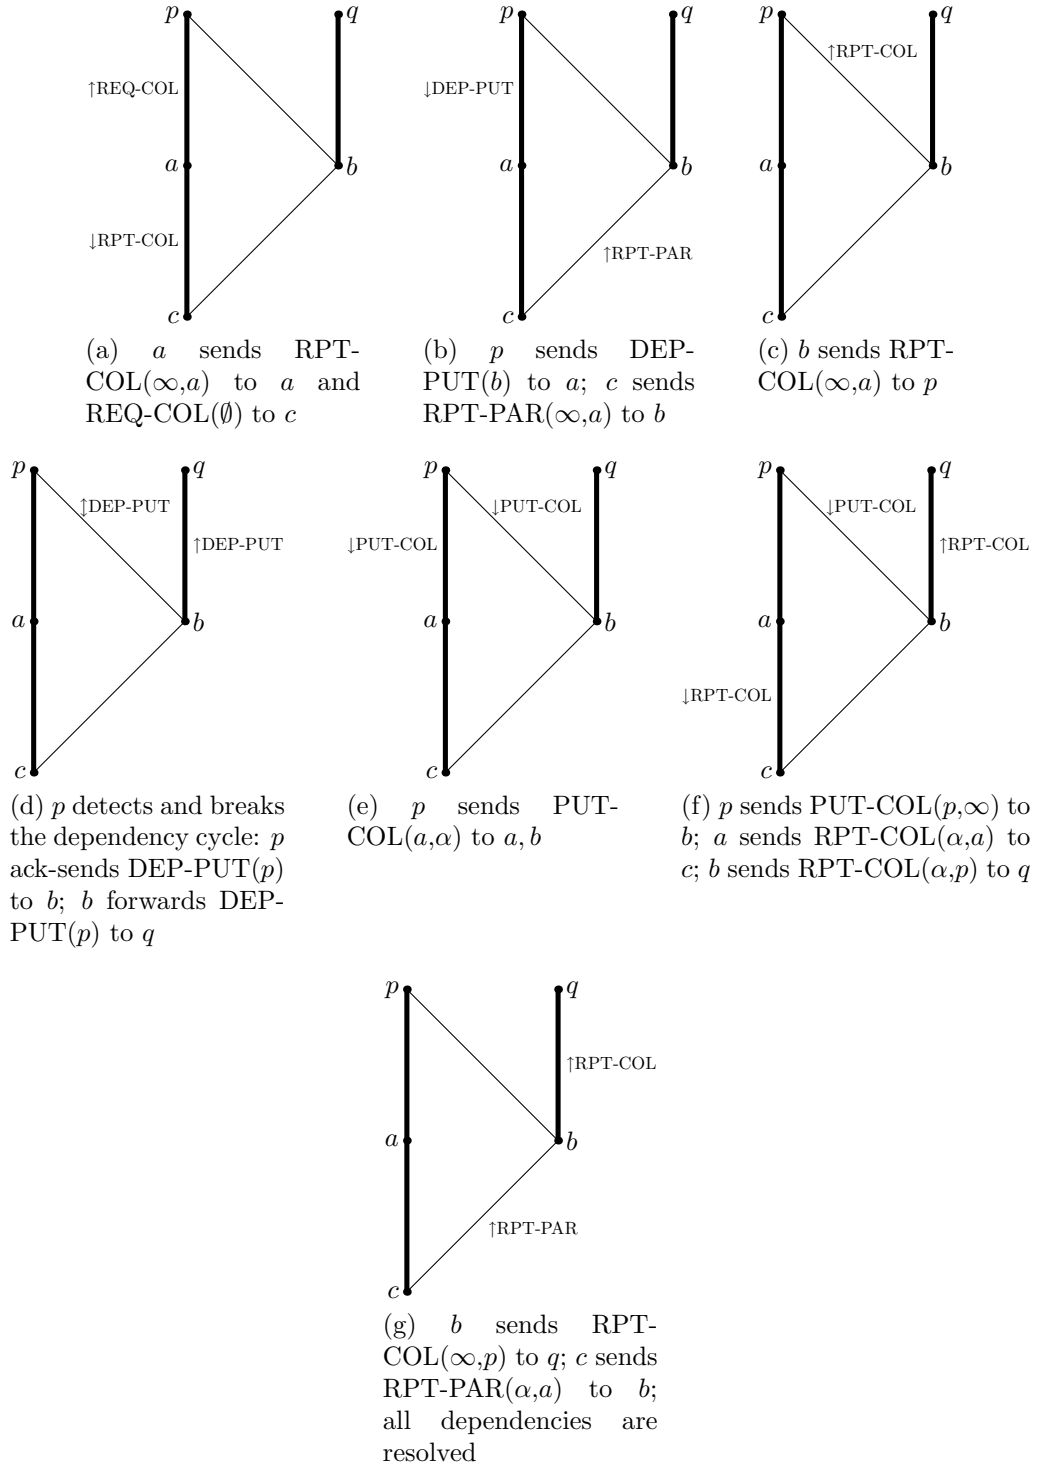 p q p q p q
↑RPT-COL
↑REQ-COL ↓DEP-PUT
a b a b a b
↓RPT-COL ↑RPT-PAR
c c c
(a) a sends RPT-
COL(∞,a) to a and
REQ-COL(∅) to c
(b) p sends DEP-
PUT(b) to a; c sends
RPT-PAR(∞,a) to b
(c) b sends RPT-
COL(∞,a) to p
p q p q p q
↕DEP-PUT ↓PUT-COL ↓PUT-COL
↑DEP-PUT ↓PUT-COL ↑RPT-COL
a b a b a b
↓RPT-COL
c c c
(d) p detects and breaks
the dependency cycle: p
ack-sends DEP-PUT(p)
to b; b forwards DEP-
PUT(p) to q
(e) p sends PUT-
COL(a,α) to a, b
(f) p sends PUT-COL(p,∞) to
b; a sends RPT-COL(α,a) to
c; b sends RPT-COL(α,p) to q
p q
↑RPT-COL
a b
↑RPT-PAR
c
(g) b sends RPT-
COL(∞,p) to q; c sends
RPT-PAR(α,a) to b;
all dependencies are
resolved